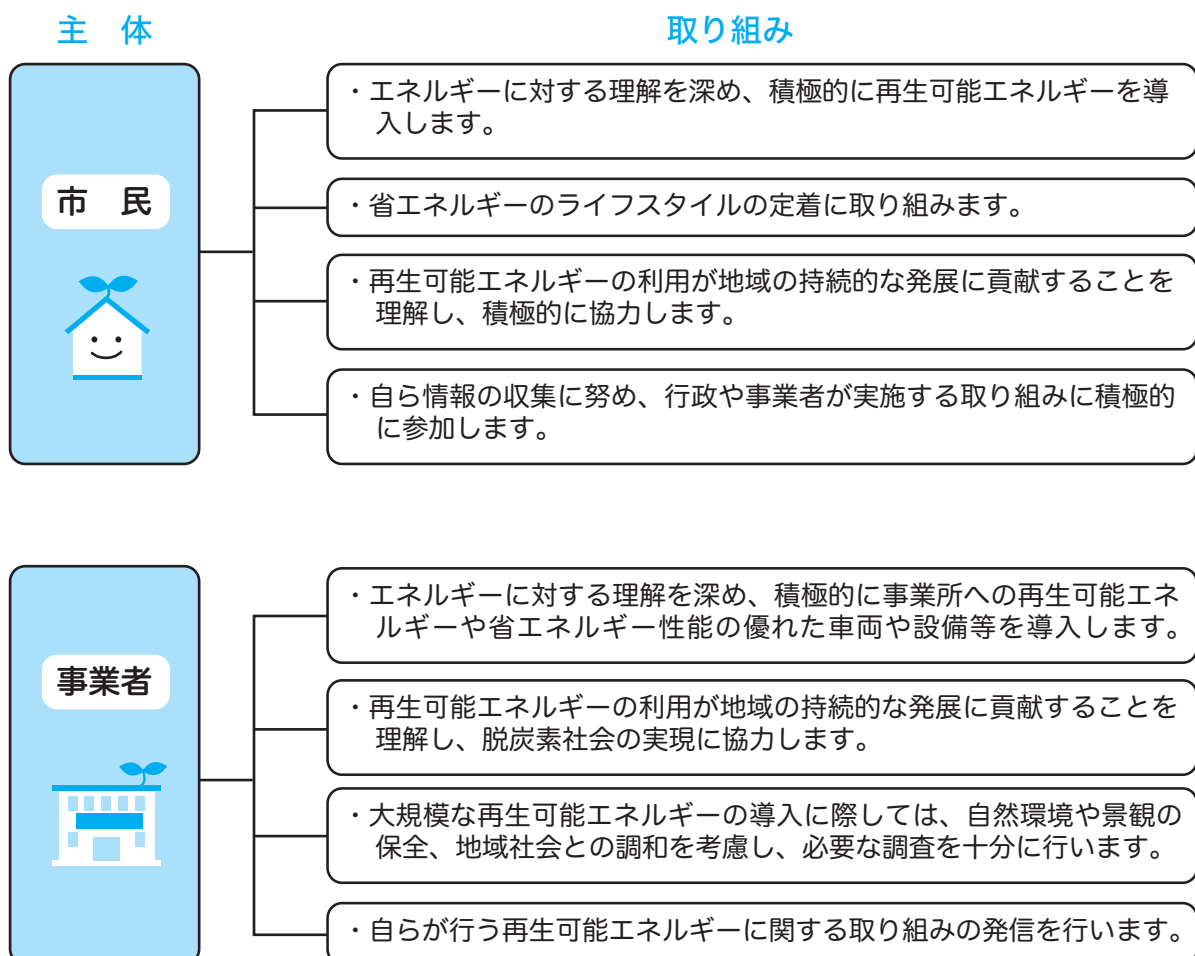 主　体
取り組み
市　民
・エネルギーに対する理解を深め、積極的に再生可能エネルギーを導
入します。
・省エネルギーのライフスタイルの定着に取り組みます。
・再生可能エネルギーの利用が地域の持続的な発展に貢献することを
理解し、積極的に協力します。
・自ら情報の収集に努め、行政や事業者が実施する取り組みに積極的
に参加します。
事業者
・エネルギーに対する理解を深め、積極的に事業所への再生可能エネ
ルギーや省エネルギー性能の優れた車両や設備等を導入します。
・再生可能エネルギーの利用が地域の持続的な発展に貢献することを
理解し、脱炭素社会の実現に協力します。
・大規模な再生可能エネルギーの導入に際しては、自然環境や景観の
保全、地域社会との調和を考慮し、必要な調査を十分に行います。
・自らが行う再生可能エネルギーに関する取り組みの発信を行います。